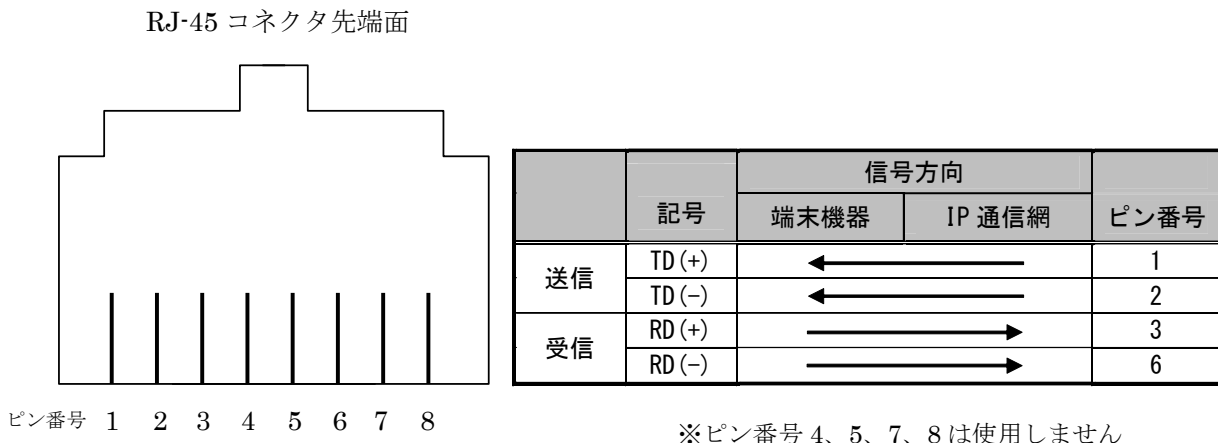 RJ-45 コネクタ先端面
ピン番号 1 2 3 4 5 6 7 8
信号方向
記号 端末機器 IP 通信網 ピン番号
送信 TD(+) 1
TD(−) 2
受信 RD(+) 3
RD(−) 6
※ピン番号 4、5、7、8 は使用しません